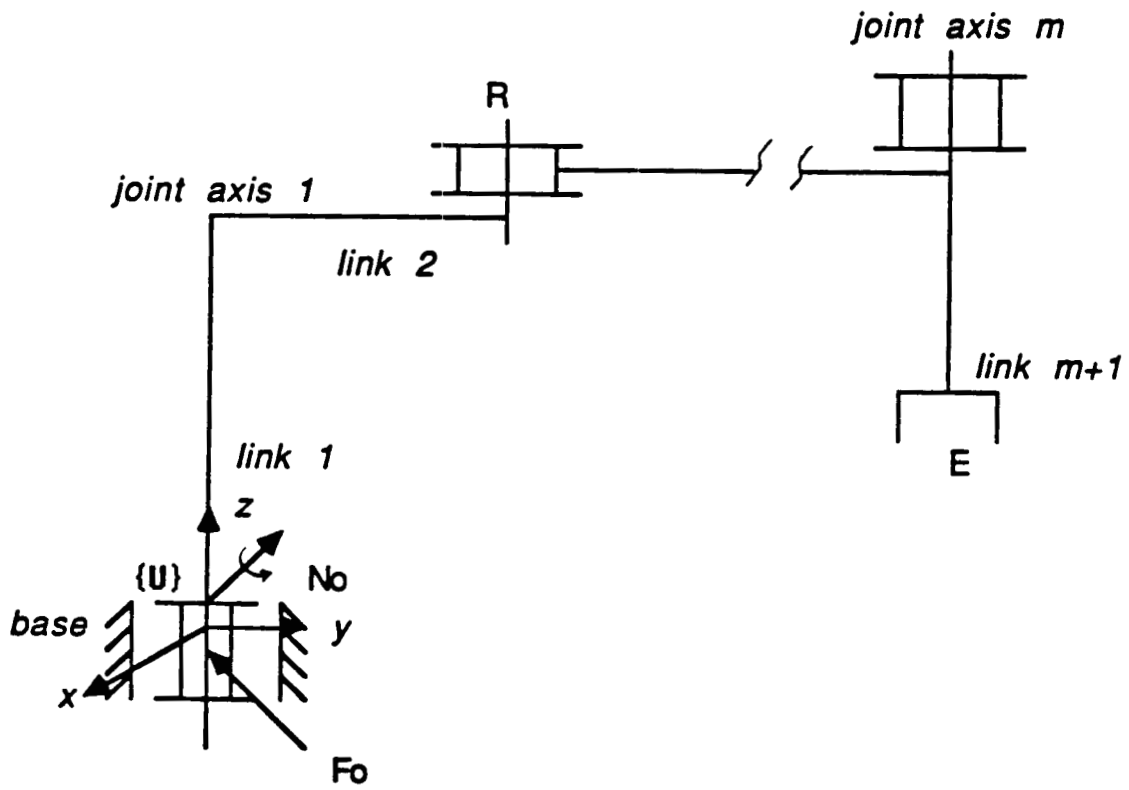 joint axis m
R
joint axis 1
link 2
link m+1
E
link 1
z
{U}
No
base
y
x
Fo